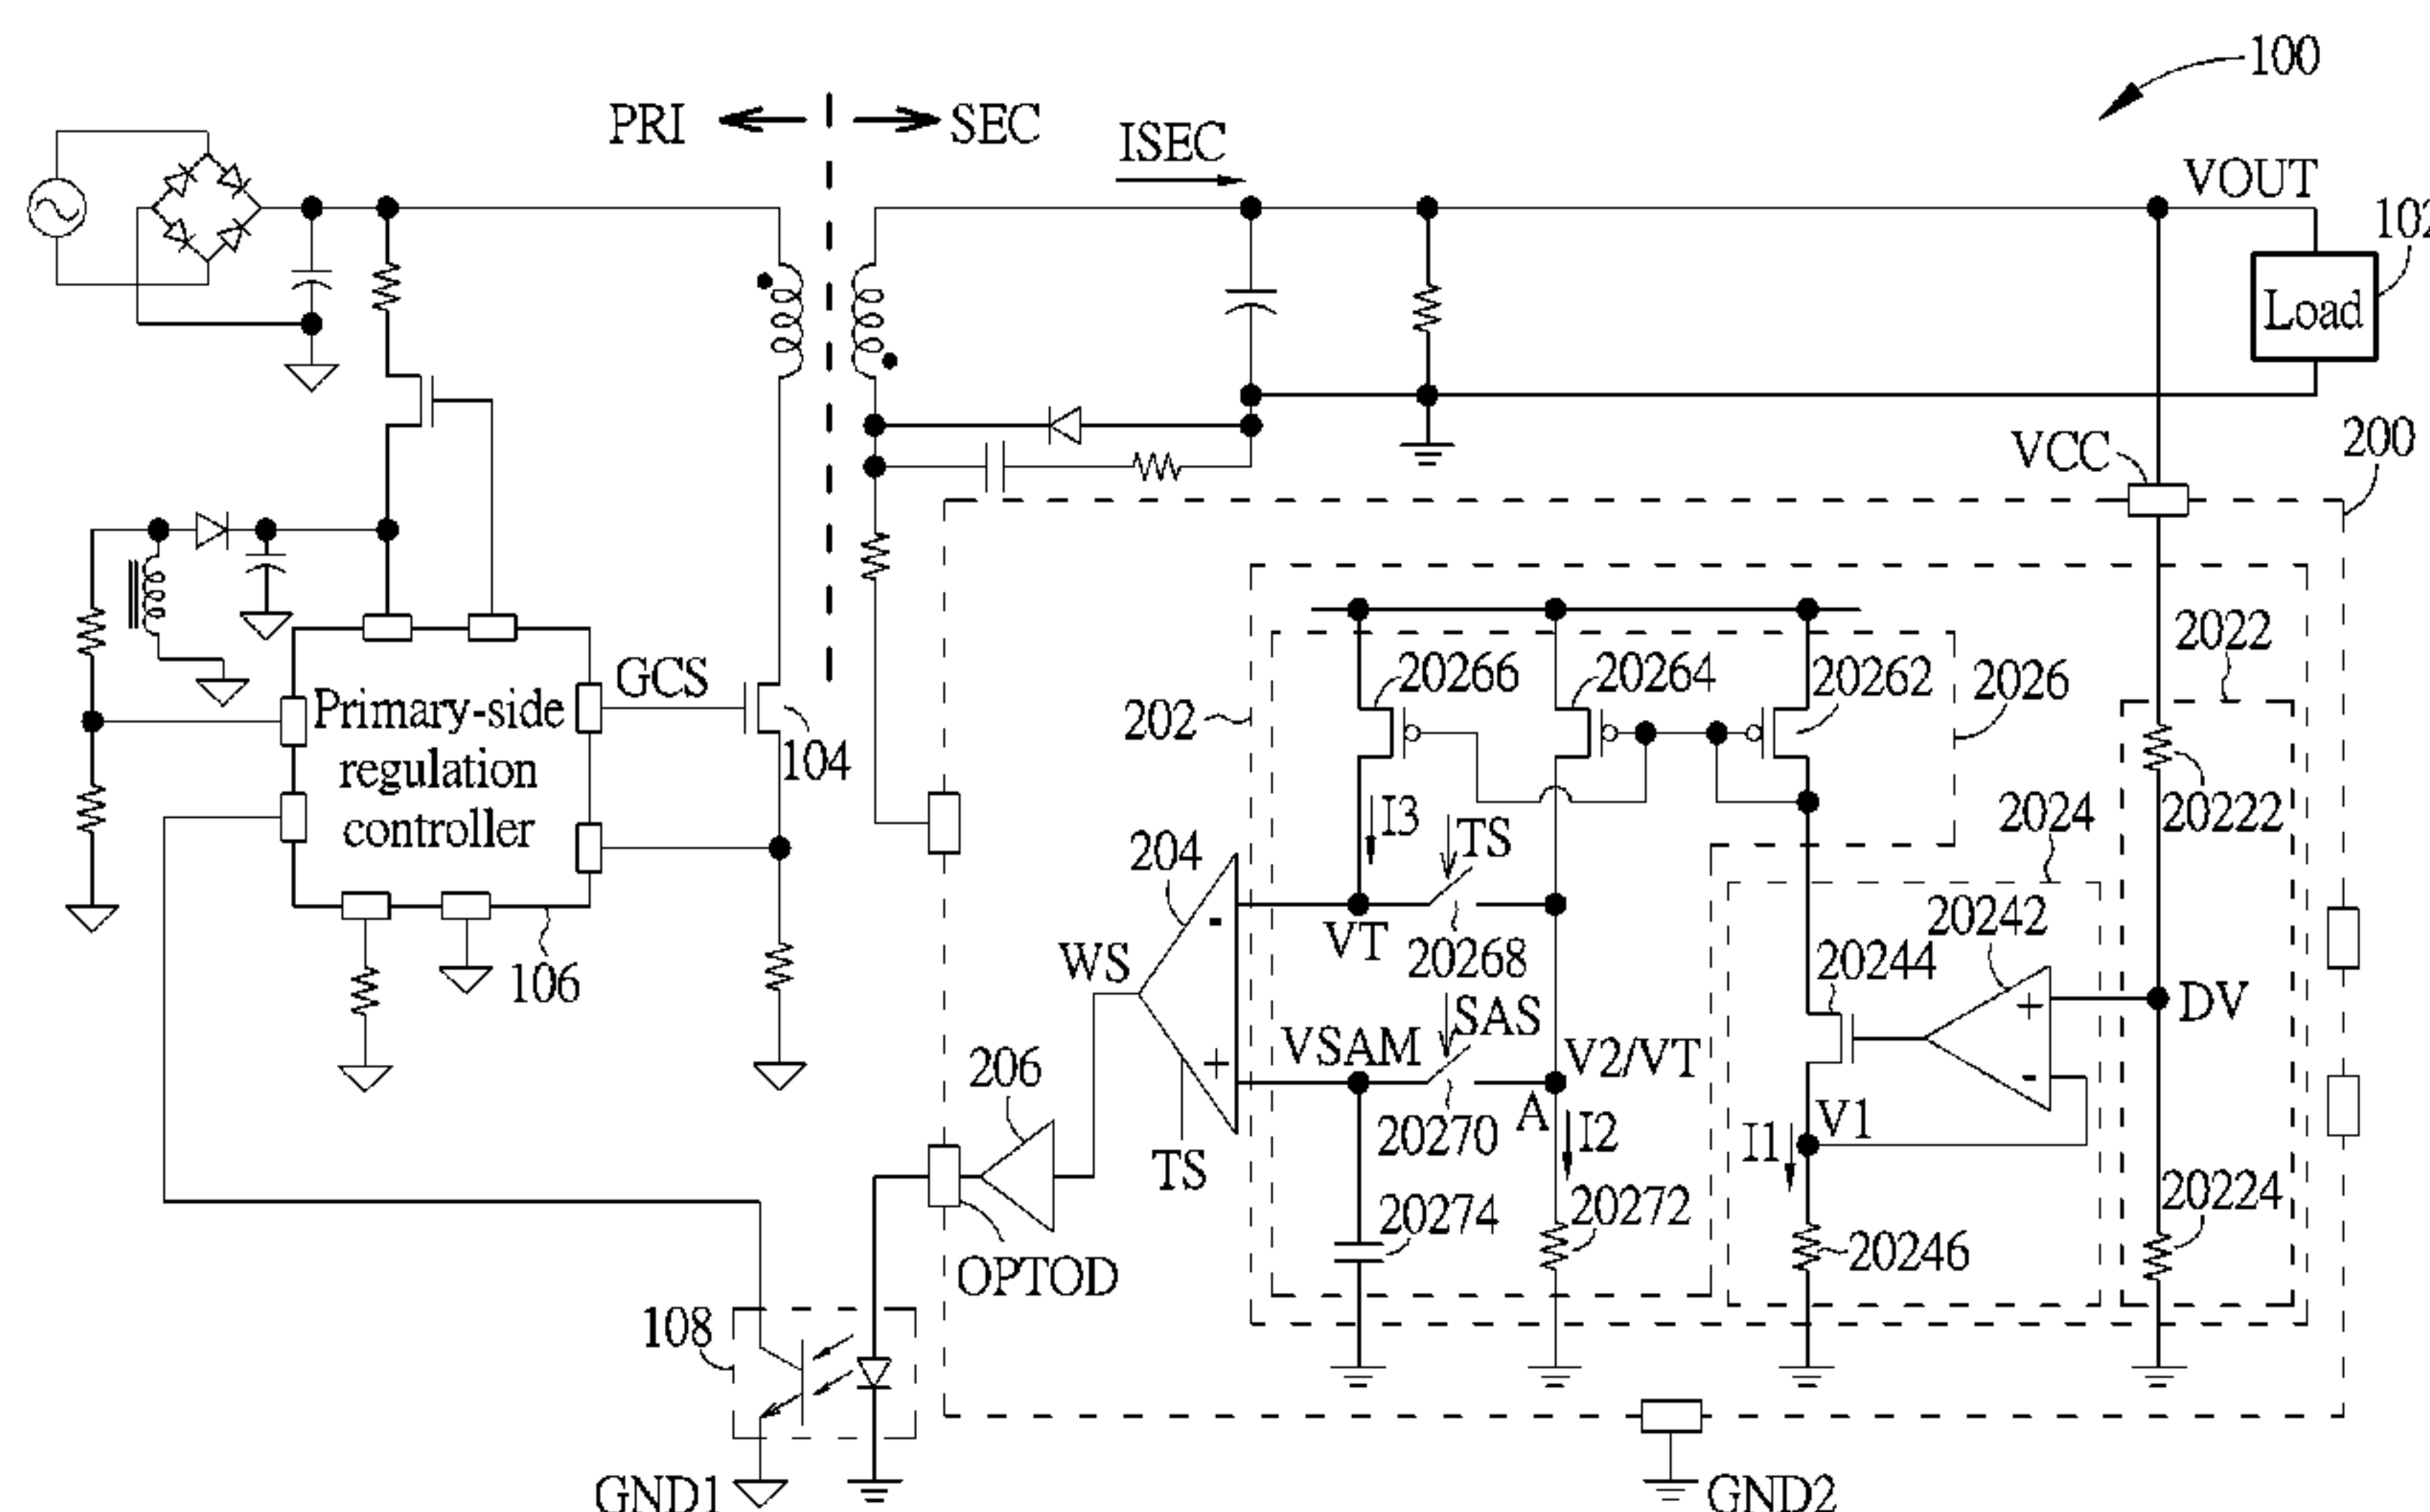 100
PRI
SEC
ISEC
VOUT
102
Load
VCC
200
2022
20266
20264
20262
2026
202
GCS
Primary-side
regulation
controller
104
20222
2024
I3
TS
204
20242
VT
20268
20244
WS
106
DV
SAS
VSAM
V2/VT
206
20270
A
I2
I1
V1
TS
20274
20272
20224
20246
OPTOD
108
GND1
GND2
-
+
+
-